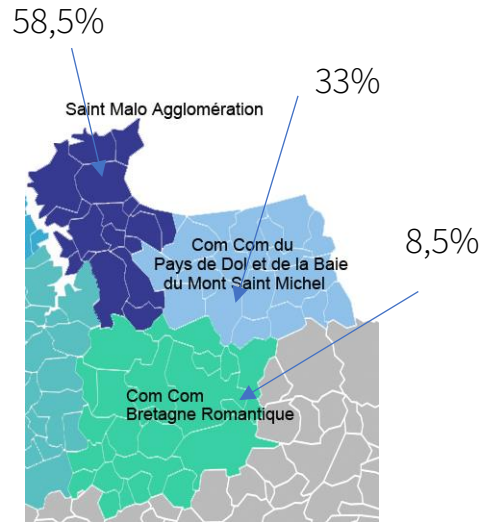 58,5%
33%
Saint Malo Agglomération
8,5%
Com Com du
Pays de Dol et de la Baie
du Mont Saint Michel
Com Com
Bretagne Romantique